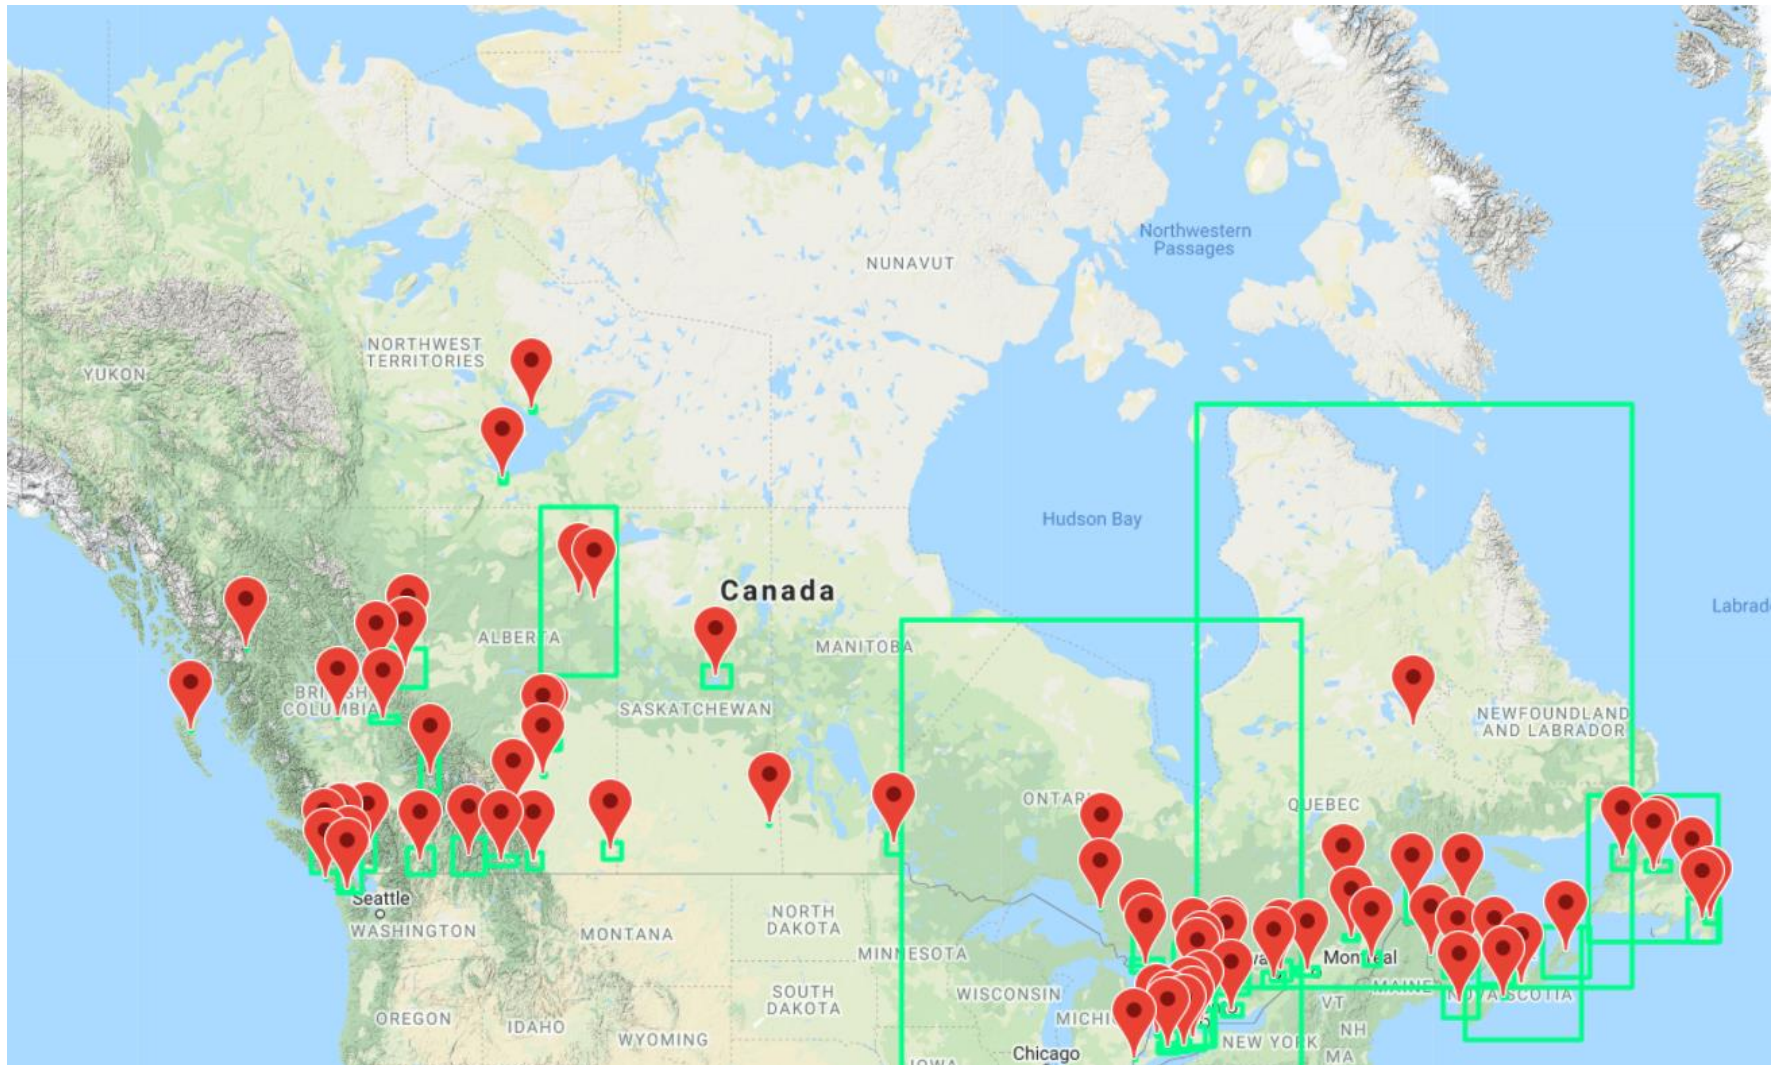 Northwestern
Passages
NUNAVUT
NORTHWEST
TERRITORIES
YUKON
Hudson Bay
Canada
Labrad
ALBERTA
MANITOBA
BRITISH
COLUMBIA
SASKATCHEWAN
NEWFOUNDLAND
AND LABRADOR
ONTARI
QUEBEC
Seattle
WASHINGTON
NORTH
DAKOTA
MONTANA
MINNESOTA
Montreal
MAINE
NOVA SCOTIA
SOUTH
DAKOTA
WISCONSIN
VT
OREGON
IDAHO
MICHI
WYOMING
NEW YORK
NH
Chicago
MA
IOWA